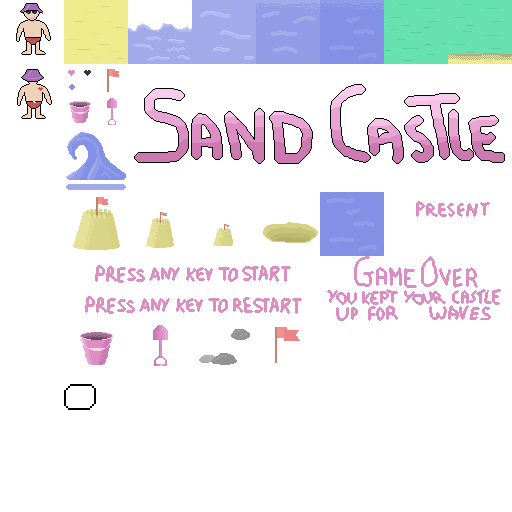 SAND CASTLE
PRESENT
PRESS ANY KEY TO START
GAME OVER
YOU KEPT YOUR CASTLE
UP FOR WAVES
PRESS ANY KEY TO RESTART